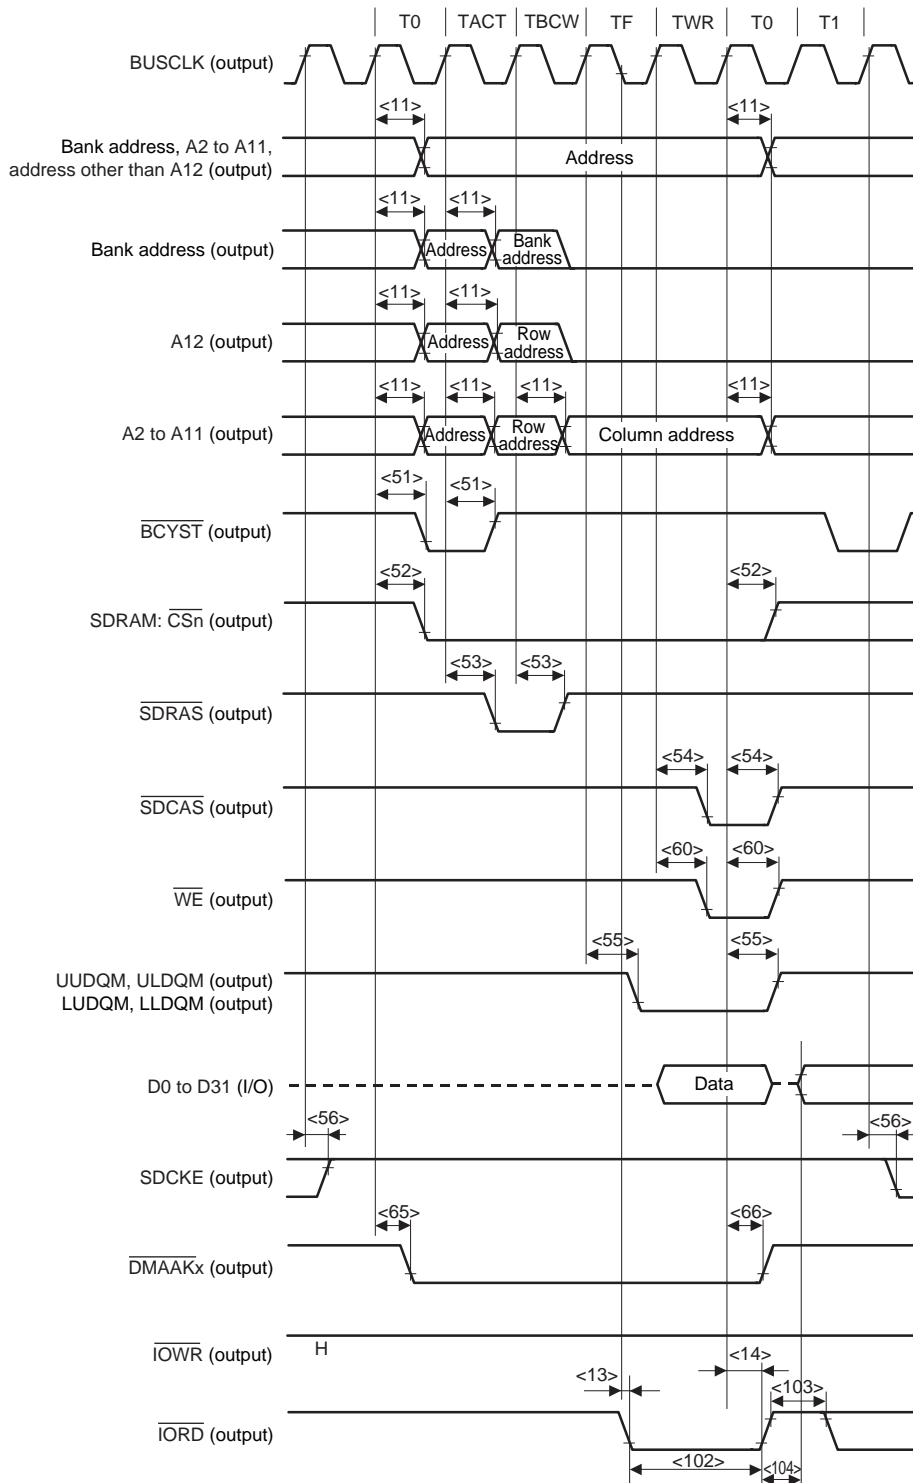 T0 TACT TBCW TF TWR T0 T1
BUSCLK (output)
<11> <11>
Bank address, A2 to A11,
address other than A12 (output)
Address
<11> <11>
Bank address (output)
Address
Bank
address
<11> <11>
A12 (output)
Address
Row
address
<11> <11> <11> <11>
A2 to A11 (output)
Address
Row
address
Column address
<51> <51>
BCYST (output)
<52> <52>
SDRAM: CSn (output)
<53> <53>
SDRAS (output)
<54> <54>
SDCAS (output)
<60> <60>
WE (output)
<55> <55>
UUDQM, ULDQM (output)
LUDQM, LLDQM (output)
D0 to D31 (I/O)
Data
<56> <56>
SDCKE (output)
<65> <66>
DMAAKx (output)
IOWR (output)
H
<14>
<13> <103>
IORD (output)
<102> <104>